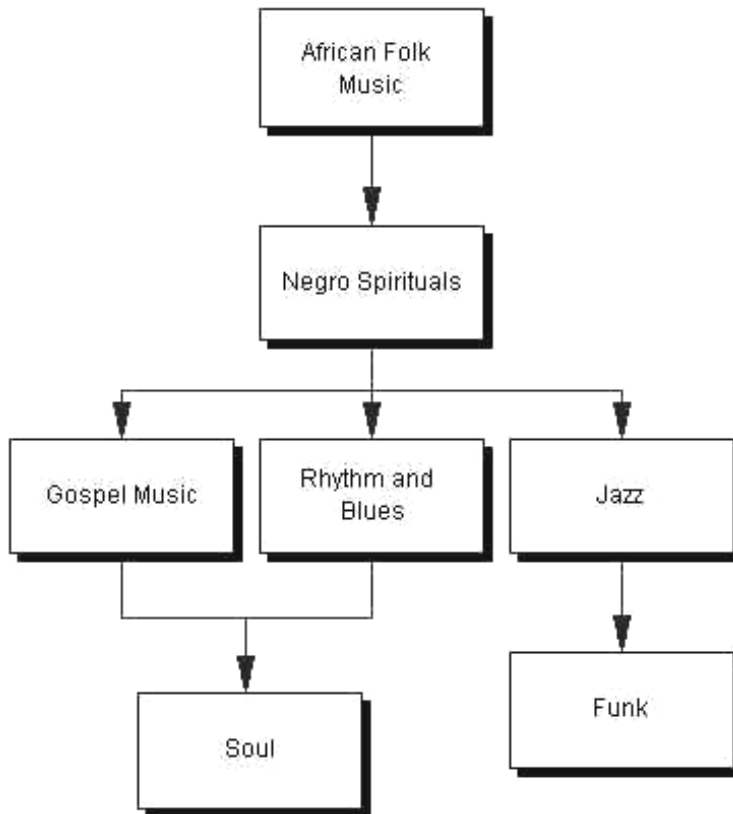 African Folk
Music
Negro Spirituals
Gospel Music
Rhythm and
Blues
Jazz
Soul
Funk